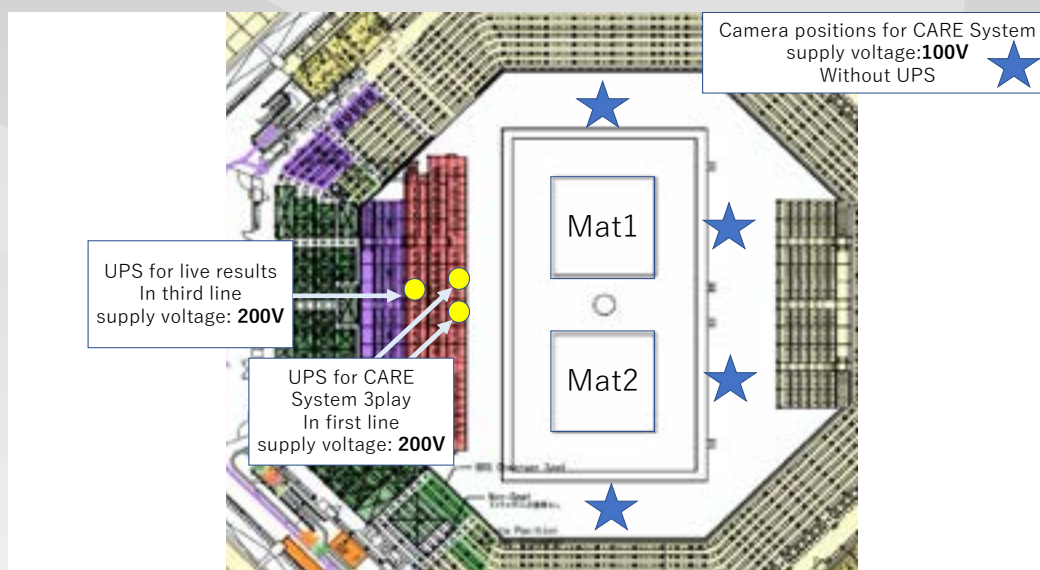 Camera positions for CARE System
supply voltage:100V
Without UPS
Mat1
UPS for live results
In third line
supply voltage: 200V
Mat2
UPS for CARE
System 3play
In first line
supply voltage: 200V
Position